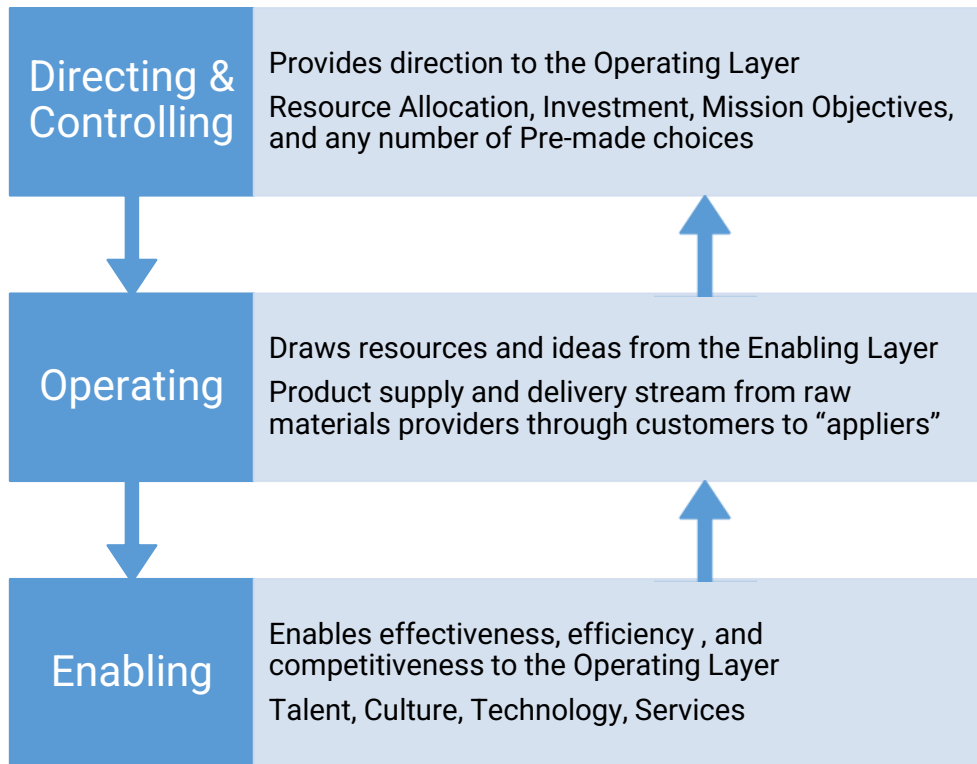 Directing &
Controlling
Provides direction to the Operating Layer
Resource Allocation, Investment, Mission Objectives,
and any number of Pre-made choices
Operating
Draws resources and ideas from the Enabling Layer
Product supply and delivery stream from raw
materials providers through customers to “appliers”
Enabling
Enables effectiveness, efficiency , and
competitiveness to the Operating Layer
Talent, Culture, Technology, Services